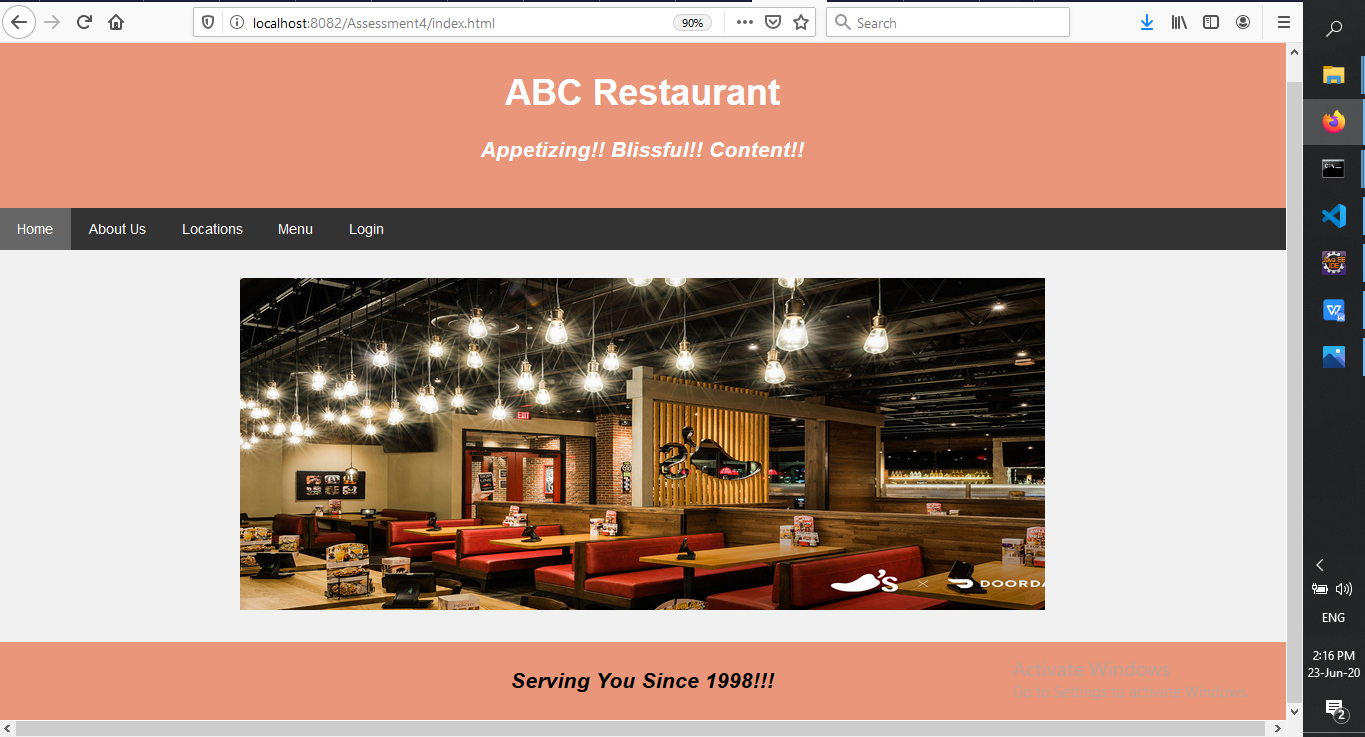 localhost:8082/Assessment4/index.html
90%
Search
ABC Restaurant
Appetizing!! Blissful!! Content!!
Home
About Us
Locations
Menu
Login
EXIT
'S × DOORDA
Serving You Since 1998!!!
Activate Windows
Go to Settings to activate Windows.
ENG
2:16 PM
23-Jun-20
2